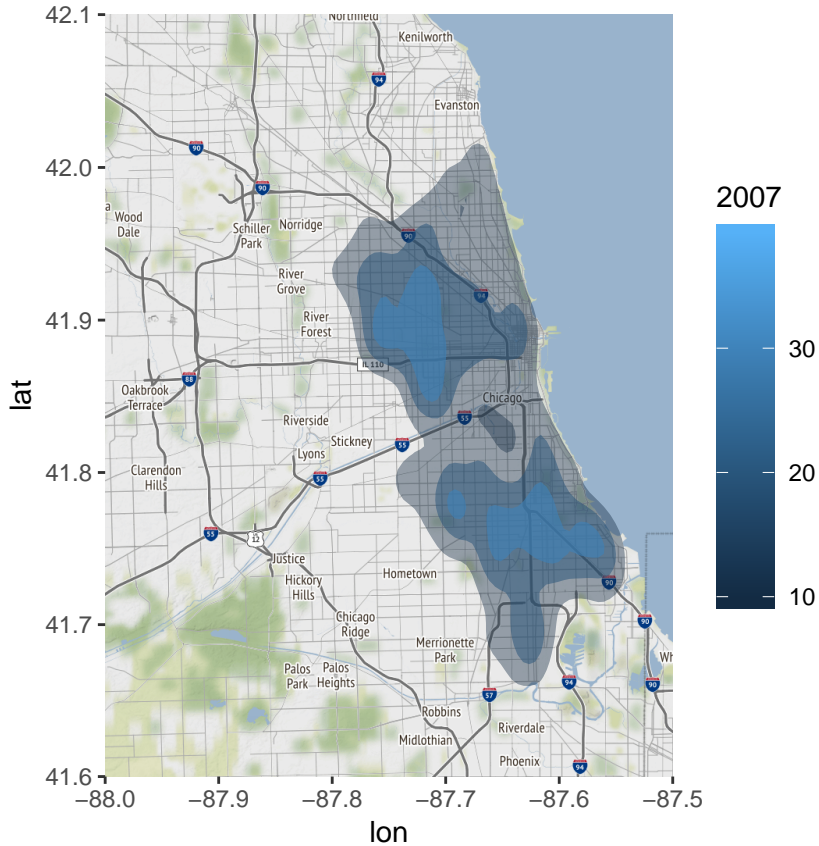 42.1
42.0
41.9
41.8
41.7
41.6
lat
−88.0
−87.9
−87.8
−87.7
−87.6
−87.5
lon
2007
30
20
10
Northfield
Kenilworth
94
Evanston
90
90
a
Wood
Dale
Schiller
Park
Norridge
90
River
Grove
94
River
Forest
IL 110
88
Oakbrook
Terrace
Chicago
55
Riverside
Stickney
55
Lyons
Clarendon
Hills
55
55
12
Justice
Hickory
Hills
Hometown
90
Chicago
Ridge
90
Merrionette
Park
Wh
Palos
Park
Palos
Heights
94
90
57
Robbins
Riverdale
Midlothian
Phoenix
94